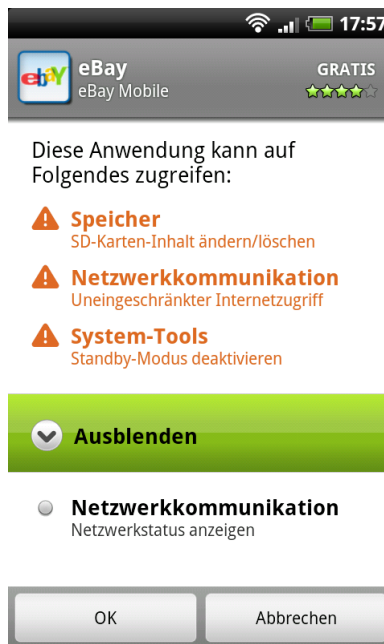 17:57
ebaY
eBay
GRATIS
eBay Mobile
Diese Anwendung kann auf
Folgendes zugreifen:
Speicher
SD-Karten-Inhalt ändern/löschen
Netzwerkkommunikation
Uneingeschränkter Internetzugriff
System-Tools
Standby-Modus deaktivieren
Ausblenden
Netzwerkkommunikation
Netzwerkstatus anzeigen
OK
Abbrechen